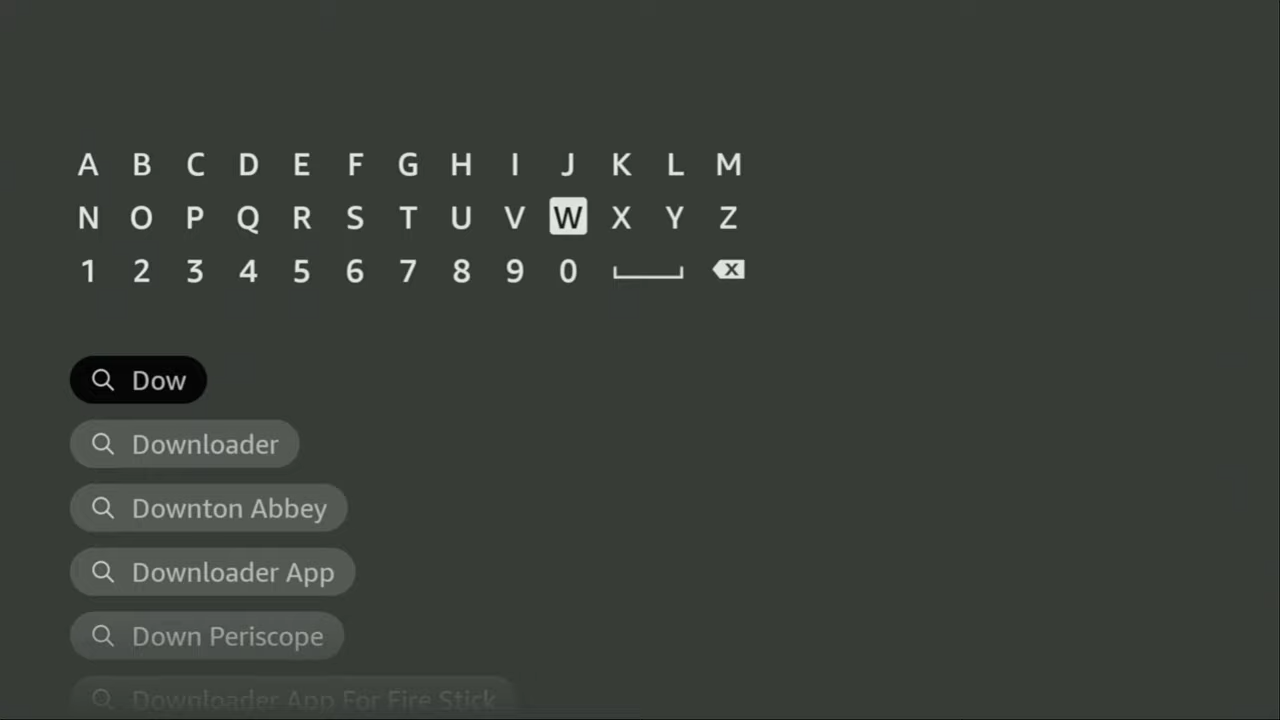 A B C D E F G H I J K L M
N O P Q R S T U V W X Y Z
1 2 3 4 5 6 7 8 9 0
Dow
Downloader
Downton Abbey
Downloader App
Down Periscope
Downloader App For Fire Stick